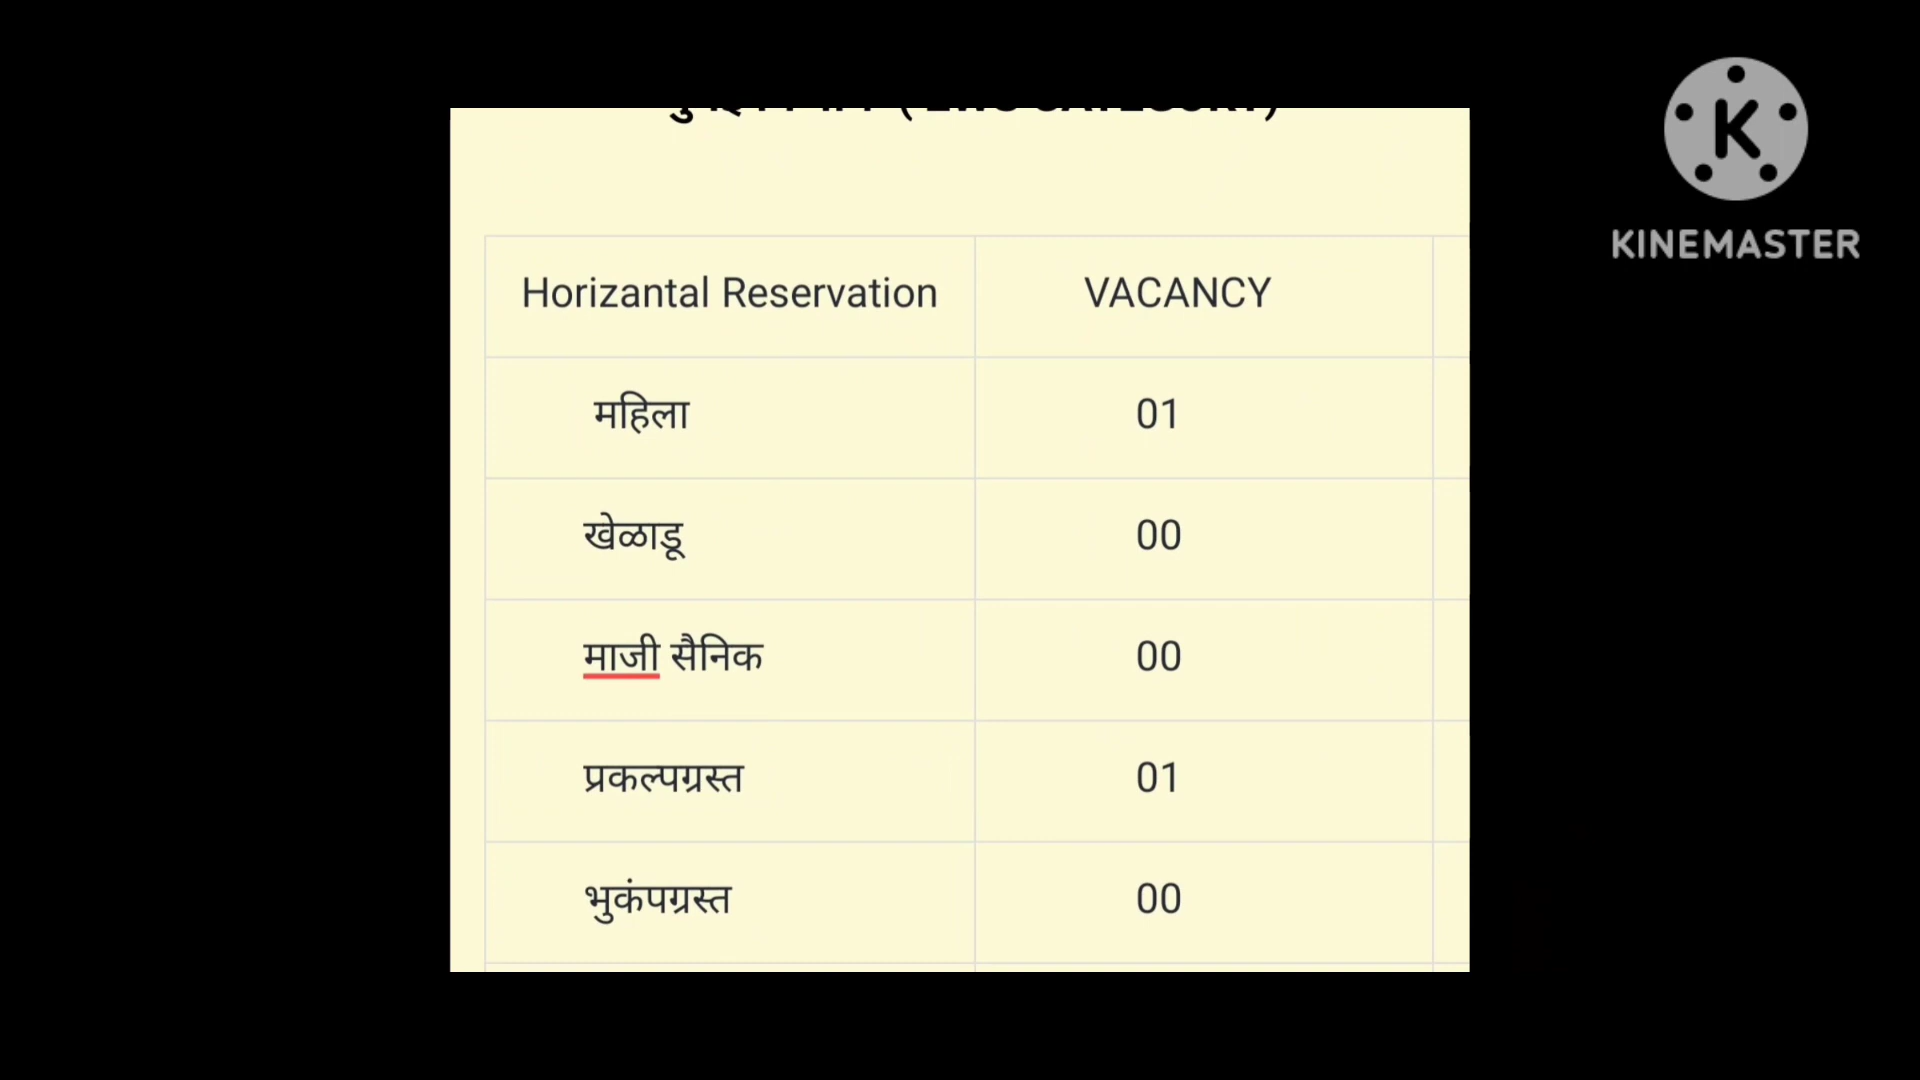 KINEMASTER
Horizantal Reservation VACANCY
महिला 01
खेळाडू 00
माजी सैनिक 00
प्रकल्पग्रस्त 01
भुकंपग्रस्त 00